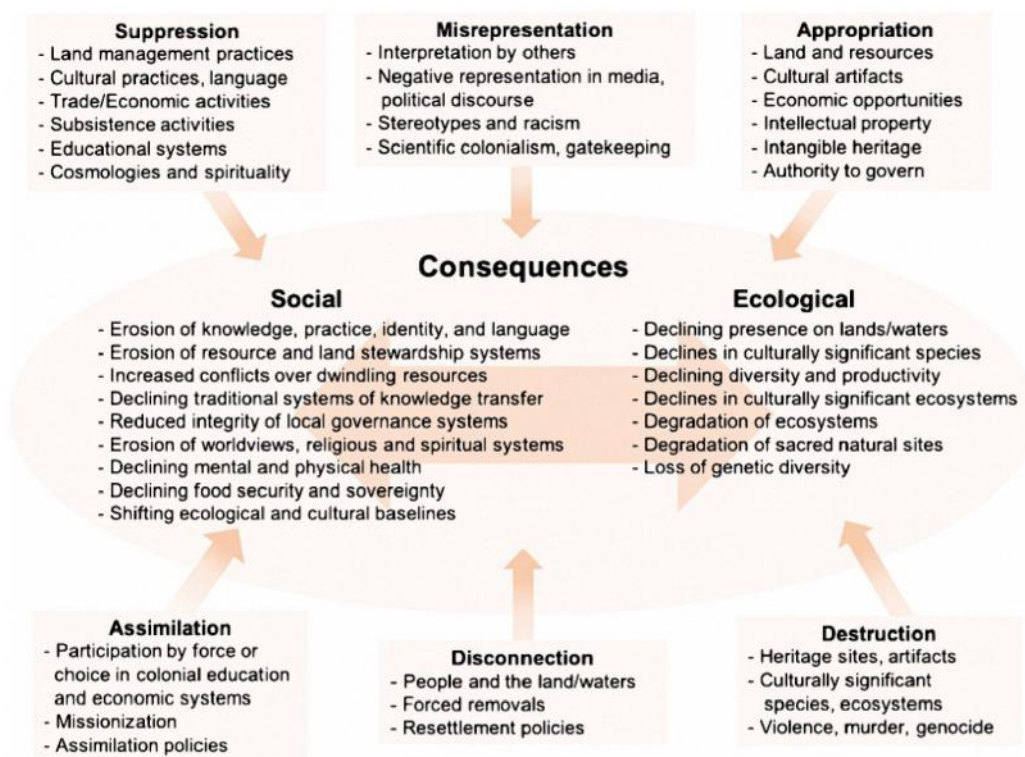 Suppression
- Land management practices
- Cultural practices, language
- Trade/Economic activities
- Subsistence activities
- Educational systems
- Cosmologies and spirituality
Misrepresentation
- Interpretation by others
- Negative representation in media,
political discourse
- Stereotypes and racism
- Scientific colonialism, gatekeeping
Appropriation
- Land and resources
- Cultural artifacts
- Economic opportunities
- Intellectual property
- Intangible heritage
- Authority to govern
Consequences
Social
- Erosion of knowledge, practice, identity, and language
- Erosion of resource and land stewardship systems
- Increased conflicts over dwindling resources
- Declining traditional systems of knowledge transfer
- Reduced integrity of local governance systems
- Erosion of worldviews, religious and spiritual systems
- Declining mental and physical health
- Declining food security and sovereignty
- Shifting ecological and cultural baselines
Ecological
- Declining presence on lands/waters
- Declines in culturally significant species
- Declining diversity and productivity
- Declines in culturally significant ecosystems
- Degradation of ecosystems
- Degradation of sacred natural sites
- Loss of genetic diversity
Assimilation
- Participation by force or
choice in colonial education
and economic systems
- Missionization
- Assimilation policies
Disconnection
- People and the land/waters
- Forced removals
- Resettlement policies
Destruction
- Heritage sites, artifacts
- Culturally significant
species, ecosystems
- Violence, murder, genocide